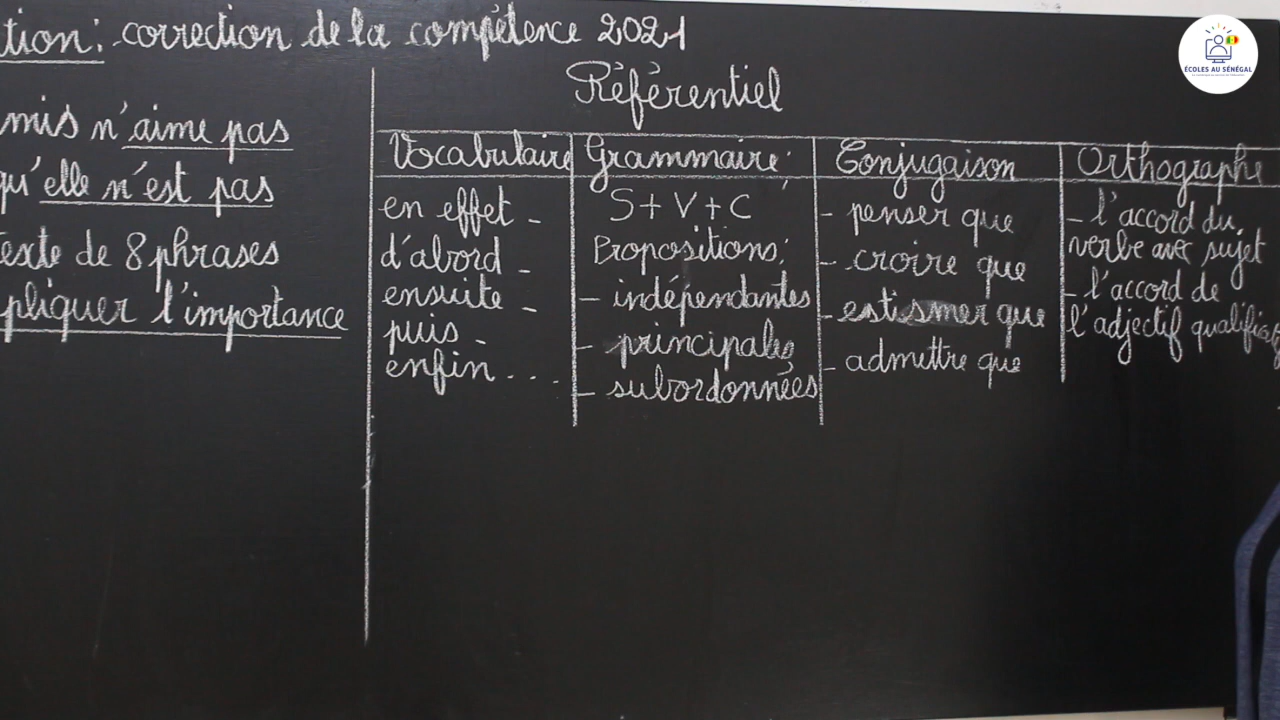 tion: correction de la compétence 2021
mis n'aime pas
qu'elle n'est pas
texte de 8 phrases
pliquer l'importance
Référentiel
Vocabulaire
en effet -
d'abord -
ensuite -
puis -
enfin ...
Grammaire:
S + V + C
Propositions:
- indépendantes
- principales
- subordonnées
Conjugaison
- penser que
- croire que
- estismer que
- admettre que
Orthographe
- l'accord du
verbe avec sujet
- l'accord de
l'adjectif qualificatif
ÉCOLES AU SÉNÉGAL